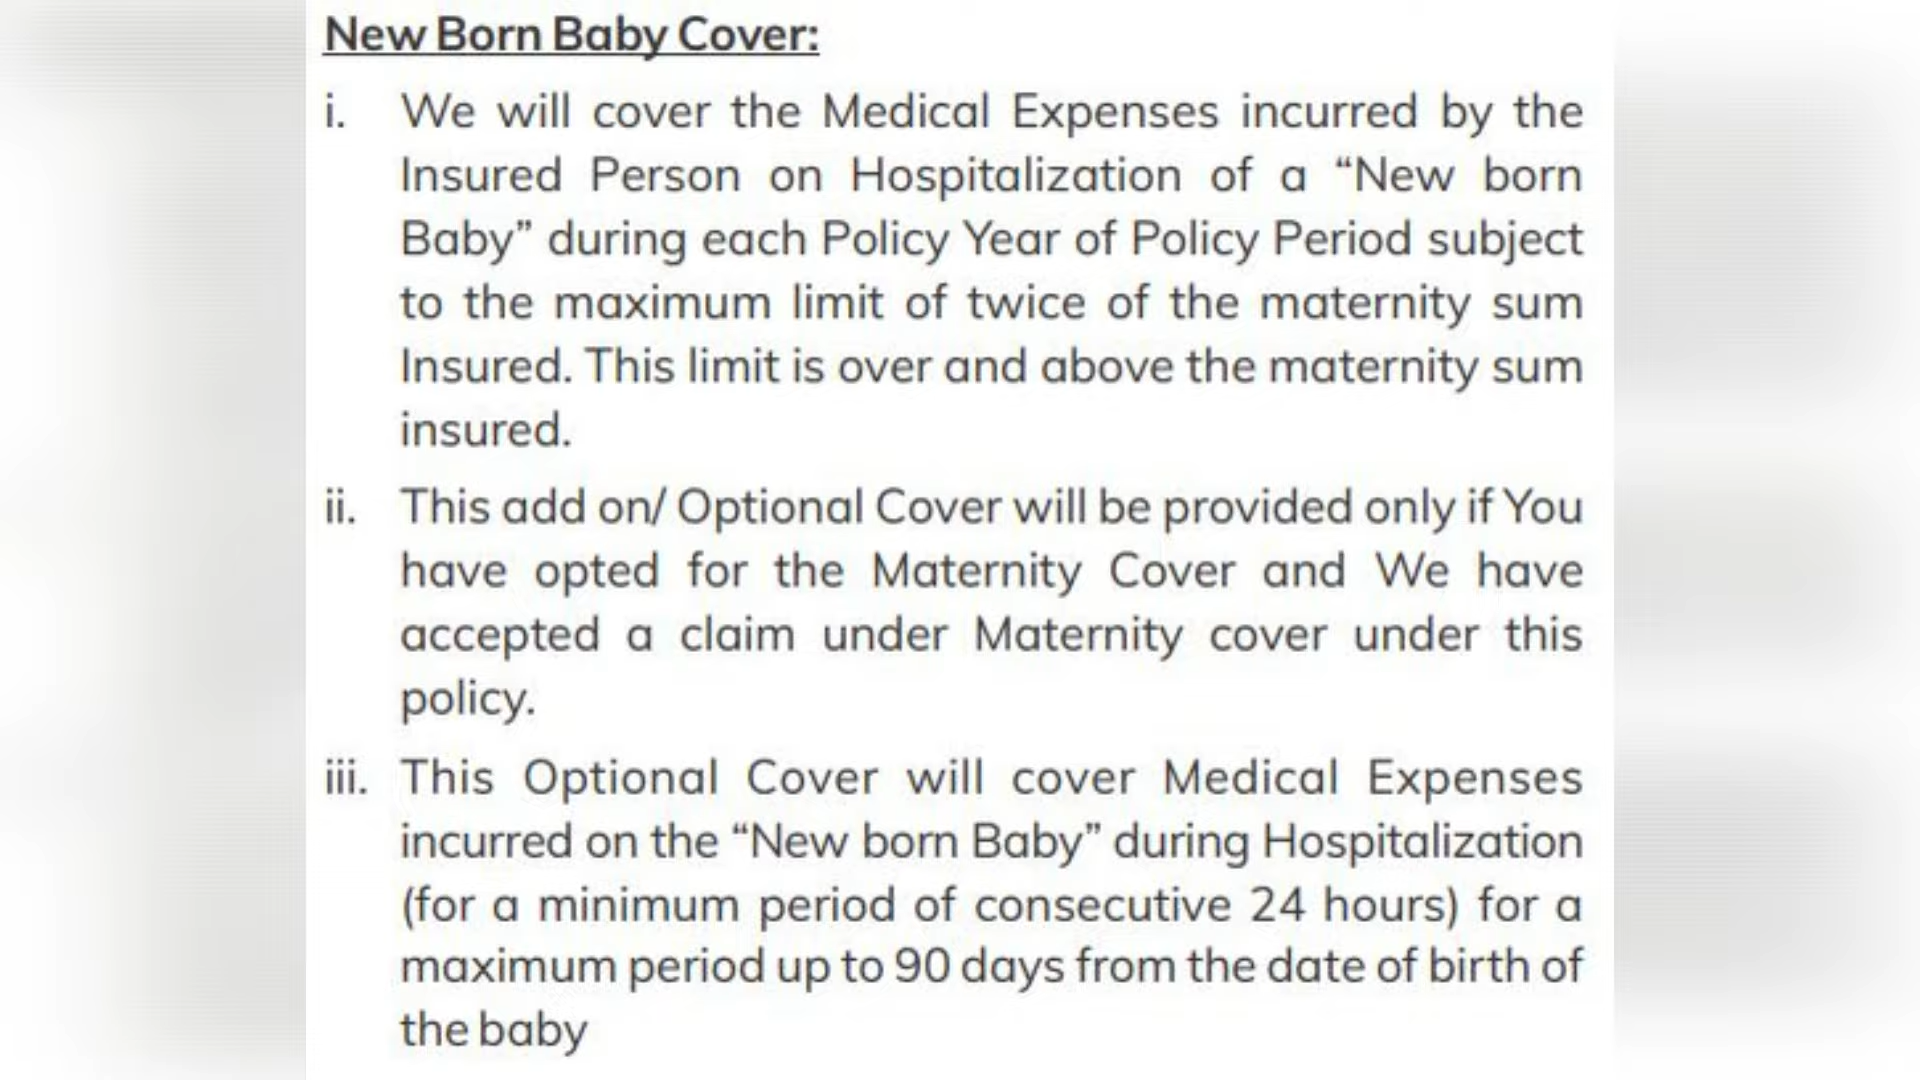 New Born Baby Cover:
i. We will cover the Medical Expenses incurred by the
Insured Person on Hospitalization of a “New born
Baby” during each Policy Year of Policy Period subject
to the maximum limit of twice of the maternity sum
Insured. This limit is over and above the maternity sum
insured.
ii. This add on/ Optional Cover will be provided only if You
have opted for the Maternity Cover and We have
accepted a claim under Maternity cover under this
policy.
iii. This Optional Cover will cover Medical Expenses
incurred on the “New born Baby” during Hospitalization
(for a minimum period of consecutive 24 hours) for a
maximum period up to 90 days from the date of birth of
the baby